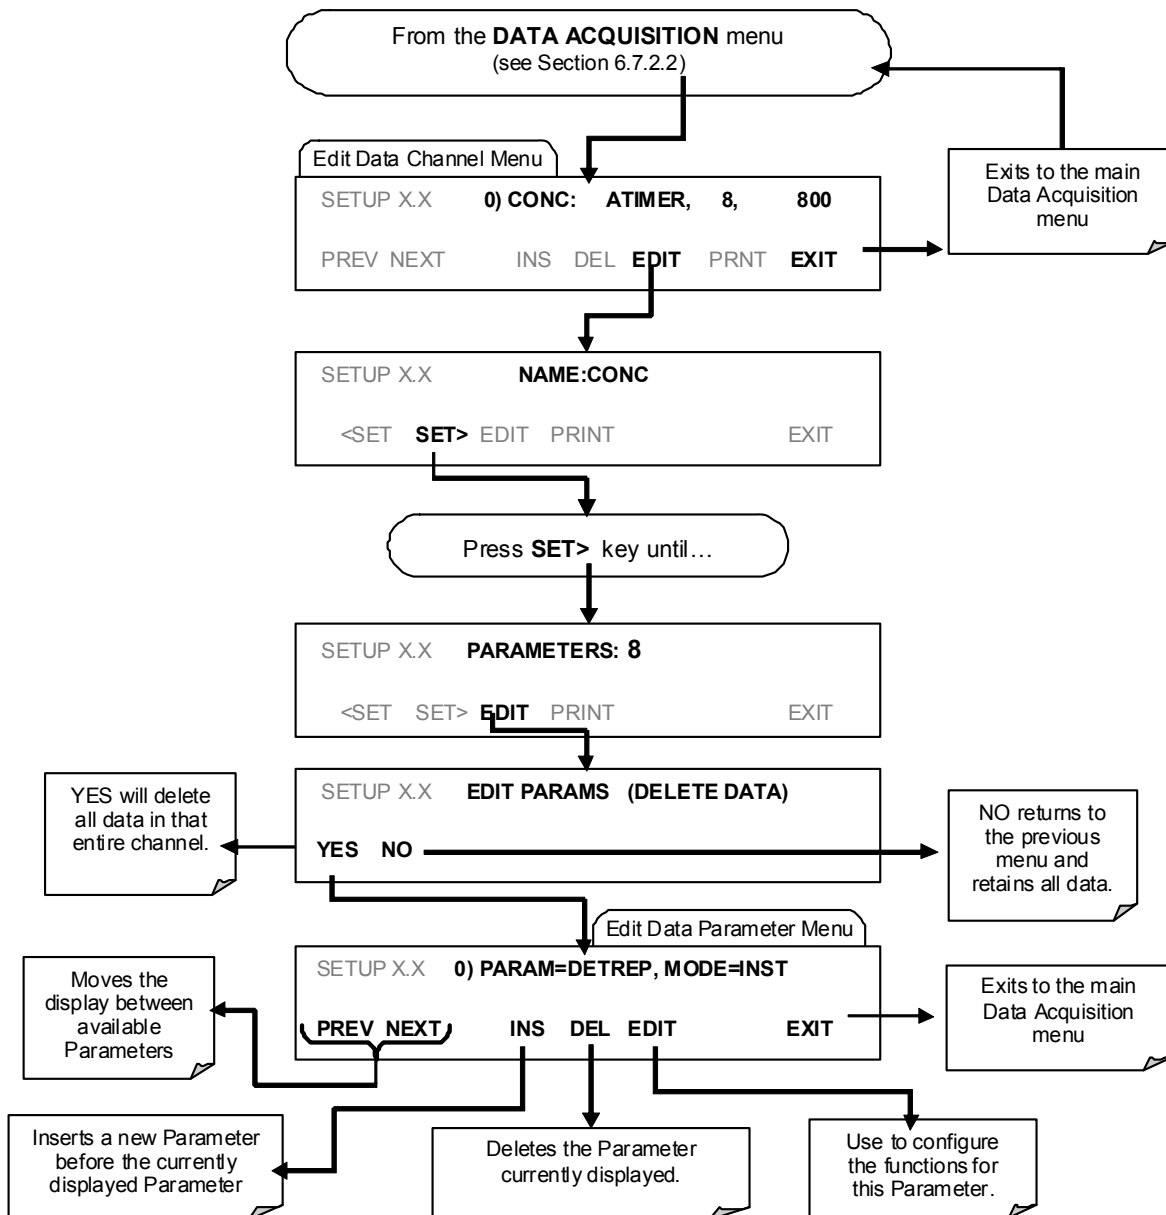 From the DATA ACQUISITION menu
(see Section 6.7.2.2)
Edit Data Channel Menu
SETUP X.X 0) CONC: ATIMER, 8, 800
PREV NEXT INS DEL EDIT PRNT EXIT
Exits to the main
Data Acquisition
menu
SETUP X.X NAME:CONC
<SET SET> EDIT PRINT EXIT
Press SET> key until…
SETUP X.X PARAMETERS: 8
<SET SET> EDIT PRINT EXIT
SETUP X.X EDIT PARAMS (DELETE DATA)
YES NO
YES will delete
all data in that
entire channel.
NO returns to
the previous
menu and
retains all data.
Edit Data Parameter Menu
SETUP X.X 0) PARAM=DETREP, MODE=INST
PREV NEXT INS DEL EDIT EXIT
Moves the
display between
available
Parameters
Exits to the main
Data Acquisition
menu
Inserts a new Parameter
before the currently
displayed Parameter
Deletes the Parameter
currently displayed.
Use to configure
the functions for
this Parameter.